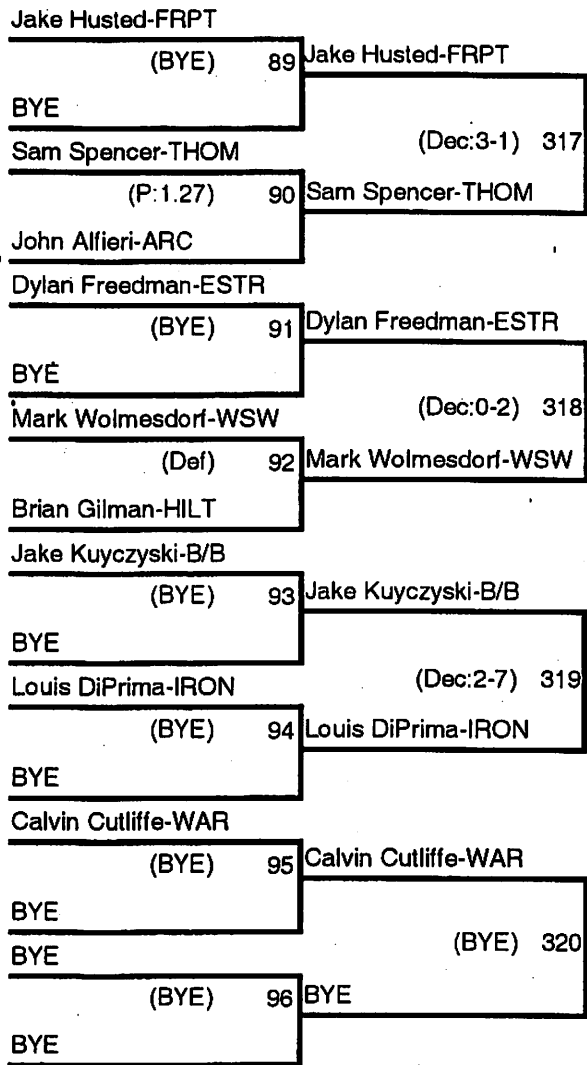 Jake Husted-FRPT
(BYE) 89 Jake Husted-FRPT
BYE
(Dec:3-1) 317
Sam Spencer-THOM
(P:1.27) 90 Sam Spencer-THOM
John Alfieri-ARC
Dylan Freedman-ESTR
(BYE) 91 Dylan Freedman-ESTR
BYE
(Dec:0-2) 318
Mark Wolmesdorf-WSW
(Def) 92 Mark Wolmesdorf-WSW
Brian Gilman-HILT
Jake Kuyczyski-B/B
(BYE) 93 Jake Kuyczyski-B/B
BYE
(Dec:2-7) 319
Louis DiPrima-IRON
(BYE) 94 Louis DiPrima-IRON
BYE
Calvin Cutliffe-WAR
(BYE) 95 Calvin Cutliffe-WAR
BYE
(BYE) 320
BYE
(BYE) 96 BYE
BYE